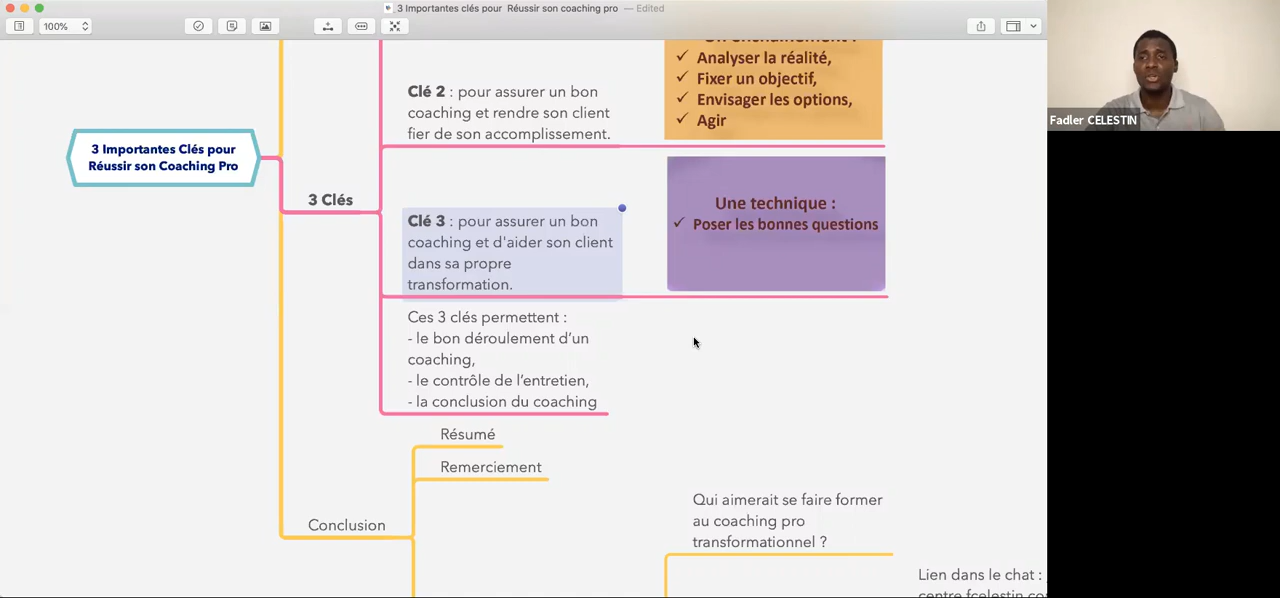 3 Importantes clés pour Réussir son coaching pro — Edited
100%
Fadler CELESTIN
3 Importantes Clés pour
Réussir son Coaching Pro
3 Clés
Clé 2 : pour assurer un bon
coaching et rendre son client
fier de son accomplissement.
Un enchainement :
✓ Analyser la réalité,
✓ Fixer un objectif,
✓ Envisager les options,
✓ Agir
Clé 3 : pour assurer un bon
coaching et d'aider son client
dans sa propre
transformation.
Une technique :
✓ Poser les bonnes questions
Ces 3 clés permettent :
- le bon déroulement d’un
coaching,
- le contrôle de l’entretien,
- la conclusion du coaching
Conclusion
Résumé
Remerciement
Qui aimerait se faire former
au coaching pro
transformationnel ?
Lien dans le chat :